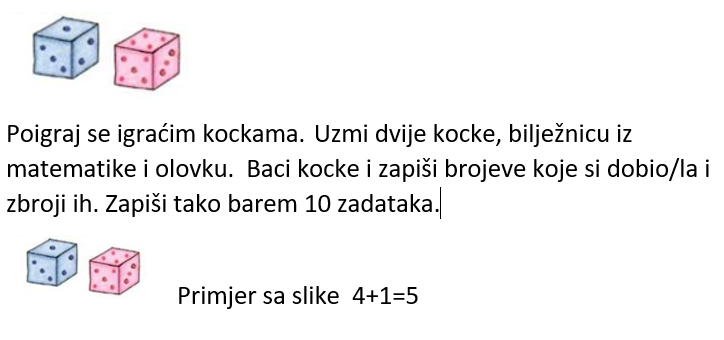 Poigraj se igraćim kockama. Uzmi dvije kocke, bilježnicu iz
matematike i olovku. Baci kocke i zapiši brojeve koje si dobio/la i
zbroji ih. Zapiši tako barem 10 zadataka.
Primjer sa slike 4+1=5